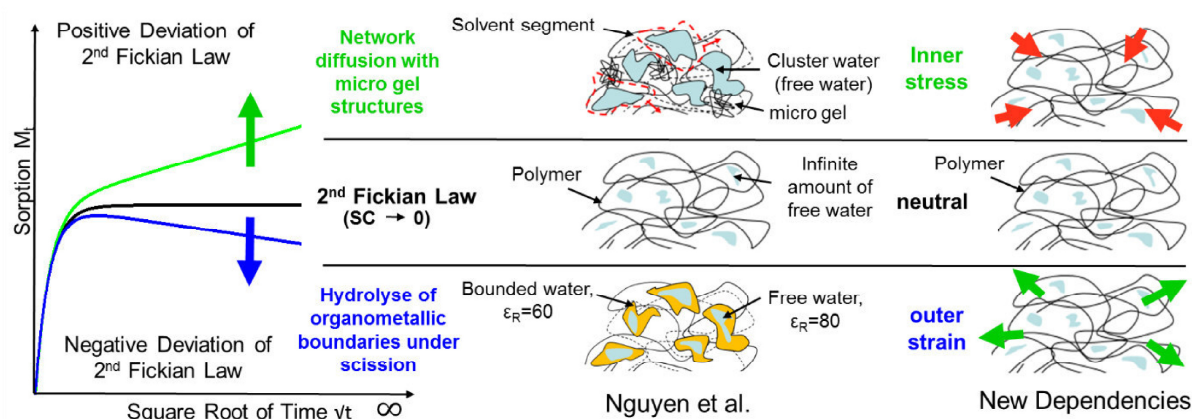 Positive Deviation of
2nd Fickian Law
Sorption Mt
Negative Deviation of
2nd Fickian Law
Square Root of Time √t
∞
Network
diffusion with
micro gel
structures
2nd Fickian Law
(SC → 0)
Hydrolyse of
organometallic
boundaries under
scission
Solvent segment
Cluster water
(free water)
micro gel
Polymer
Infinite
amount of
free water
Bounded water,
εR=60
Free water,
εR=80
Nguyen et al.
Inner
stress
neutral
Polymer
outer
strain
New Dependencies